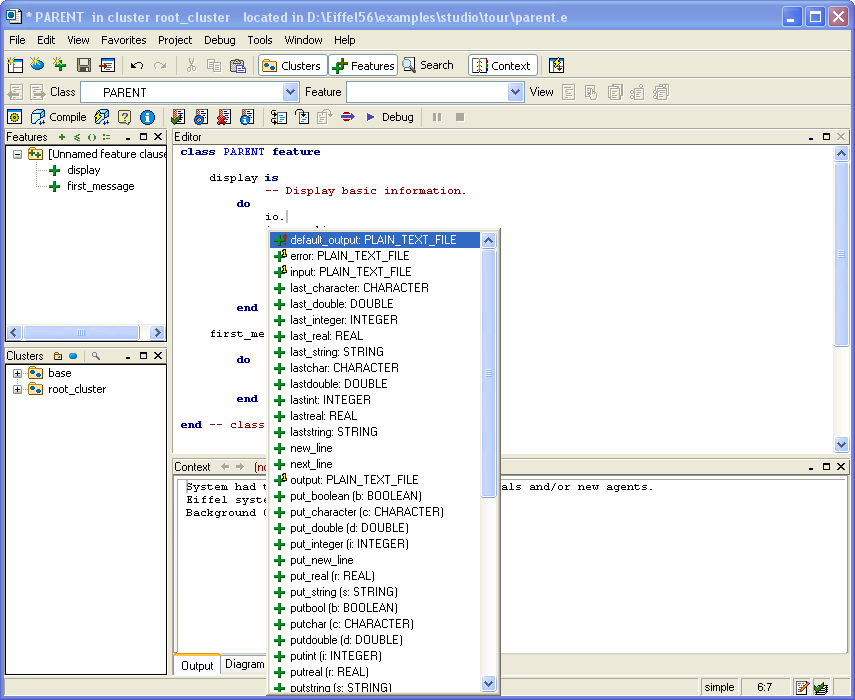 * PARENT  in cluster root_cluster   located in D:\Eiffel56\examples\studio\tour\parent.e
File Edit View Favorites Project Debug Tools Window Help
Clusters Features Search Context
Class PARENT Feature View
Compile Debug
Features
[Unnamed feature clause
display
first_message
Clusters
base
root_cluster
Editor
class PARENT feature
display is
-- Display basic information.
do
io.
end
first_me
do
end
end -- class
default_output: PLAIN_TEXT_FILE
error: PLAIN_TEXT_FILE
input: PLAIN_TEXT_FILE
last_character: CHARACTER
last_double: DOUBLE
last_integer: INTEGER
last_real: REAL
last_string: STRING
lastchar: CHARACTER
lastdouble: DOUBLE
lastint: INTEGER
lastreal: REAL
laststring: STRING
new_line
next_line
output: PLAIN_TEXT_FILE
put_boolean (b: BOOLEAN)
put_character (c: CHARACTER)
put_double (d: DOUBLE)
put_integer (i: INTEGER)
put_new_line
put_real (r: REAL)
put_string (s: STRING)
putbool (b: BOOLEAN)
putchar (c: CHARACTER)
putdouble (d: DOUBLE)
putint (i: INTEGER)
putreal (r: REAL)
putstring (s: STRING)
Context (no
System had t als and/or new agents.
Eiffel syste
Background
Output Diagram
simple 6:7